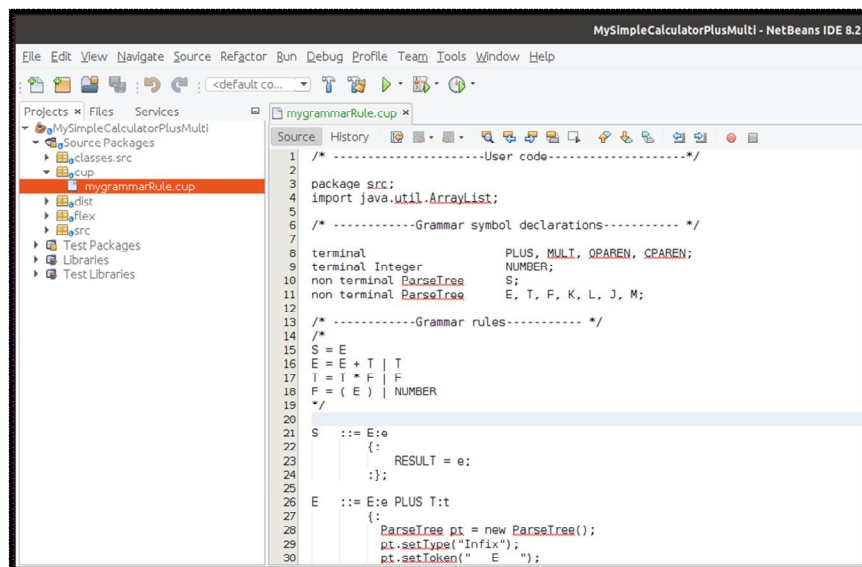 MySimpleCalculatorPlusMulti - NetBeans IDE 8.2
File Edit View Navigate Source Refactor Run Debug Profile Team Tools Window Help
<default co...
Projects × Files Services
mygrammarRule.cup ×
Source History
MySimpleCalculatorPlusMulti
Source Packages
classes.src
cup
mygrammarRule.cup
dist
flex
src
Test Packages
Libraries
Test Libraries
1 /* ----------------------User code--------------------*/
2
3 package src;
4 import java.util.ArrayList;
5
6 /* ------------Grammar symbol declarations----------- */
7
8 terminal PLUS, MULT, OPAREN, CPAREN;
9 terminal Integer NUMBER;
10 non terminal ParseTree S;
11 non terminal ParseTree E, T, F, K, L, J, M;
12
13 /* ------------Grammar rules----------- */
14 /*
15 S = E
16 E = E + T | T
17 T = T * F | F
18 F = ( E ) | NUMBER
19 */
20
21 S ::= E:e
22 {:
23 RESULT = e;
24 :};
25
26 E ::= E:e PLUS T:t
27 {:
28 ParseTree pt = new ParseTree();
29 pt.setType("Infix");
30 pt.setToken("   E   ");